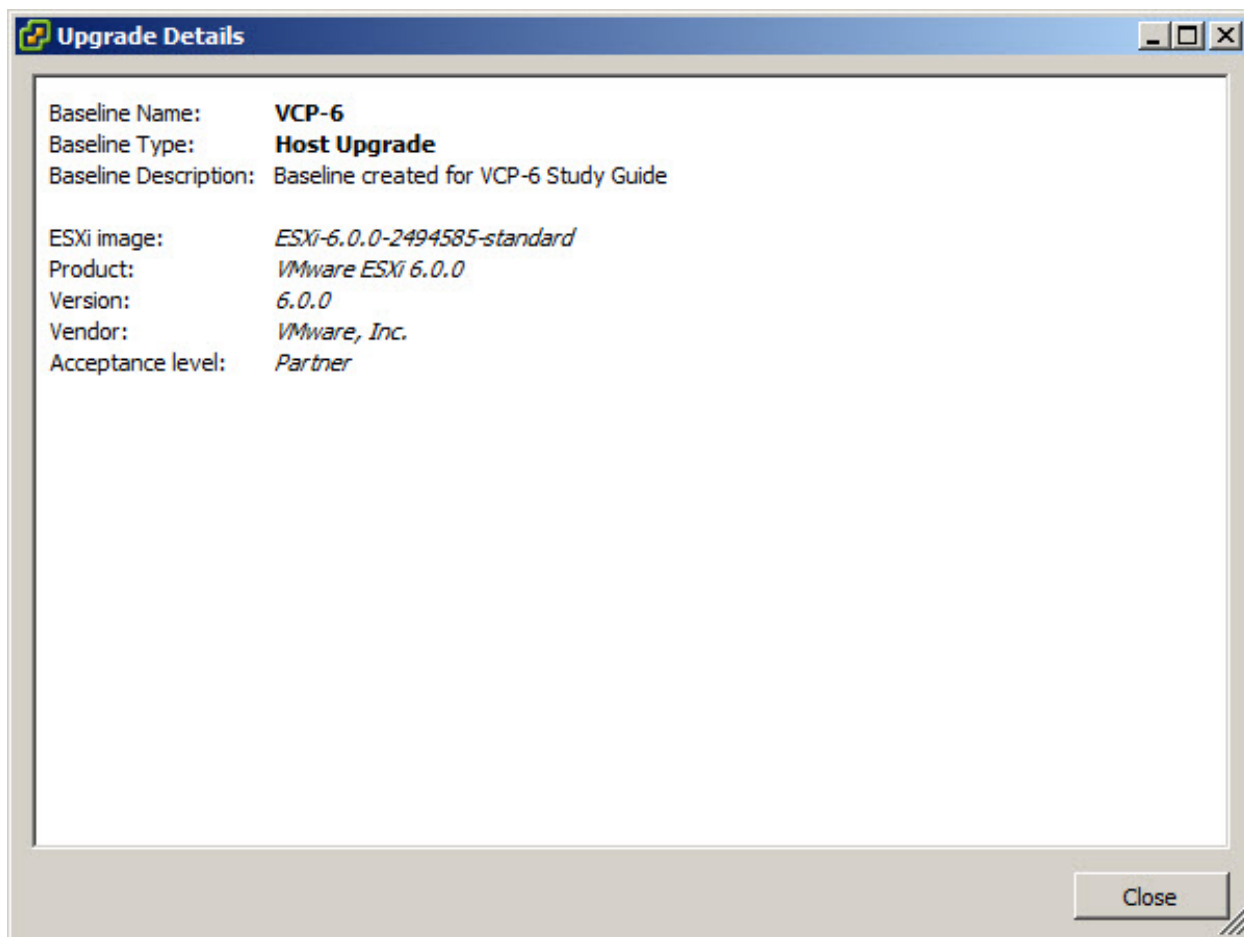 Upgrade Details
Baseline Name: VCP-6
Baseline Type: Host Upgrade
Baseline Description: Baseline created for VCP-6 Study Guide
ESXi image: ESXi-6.0.0-2494585-standard
Product: VMware ESXi 6.0.0
Version: 6.0.0
Vendor: VMware, Inc.
Acceptance level: Partner
Close